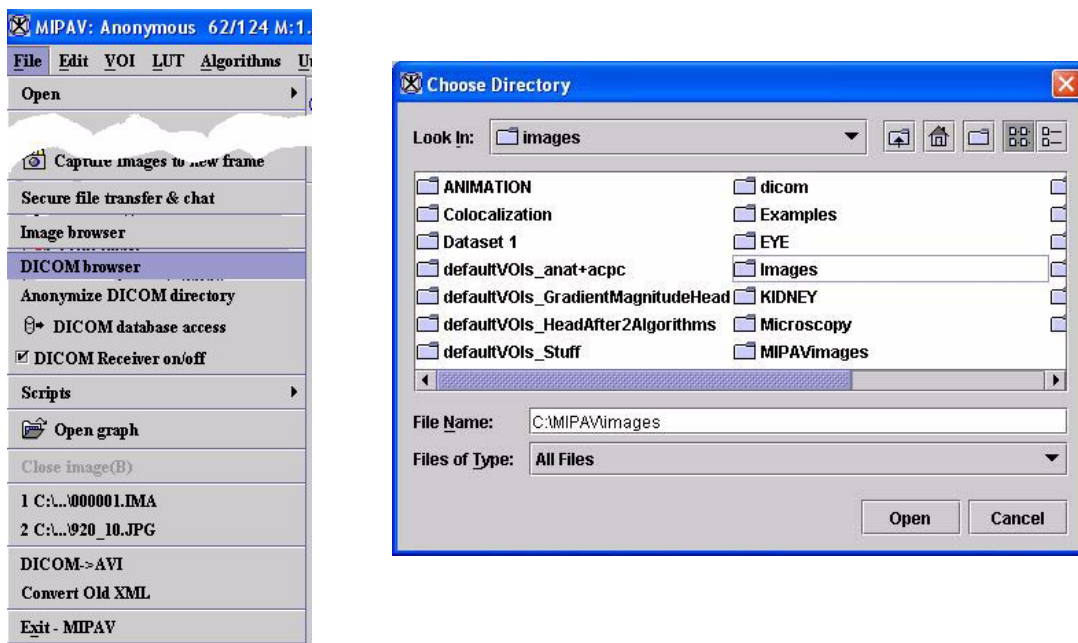 MIPAV: Anonymous 62/124 M:1.
File Edit VOI LUT Algorithms
Open
Capture images to new frame
Secure file transfer & chat
Image browser
DICOM browser
Anonymize DICOM directory
DICOM database access
DICOM Receiver on/off
Scripts
Open graph
Close image(B)
1 C:\...\000001.IMA
2 C:\...\920_10.JPG
DICOM->AVI
Convert Old XML
Exit - MIPAV
Choose Directory
Look In: images
ANIMATION
Colocalization
Dataset 1
defaultVOIs_anat+acpc
defaultVOIs_GradientMagnitudeHead
defaultVOIs_HeadAfter2Algorithms
defaultVOIs_Stuff
dicom
Examples
EYE
Images
KIDNEY
Microscopy
MIPAVimages
File Name: C:\MIPAV\images
Files of Type: All Files
Open Cancel